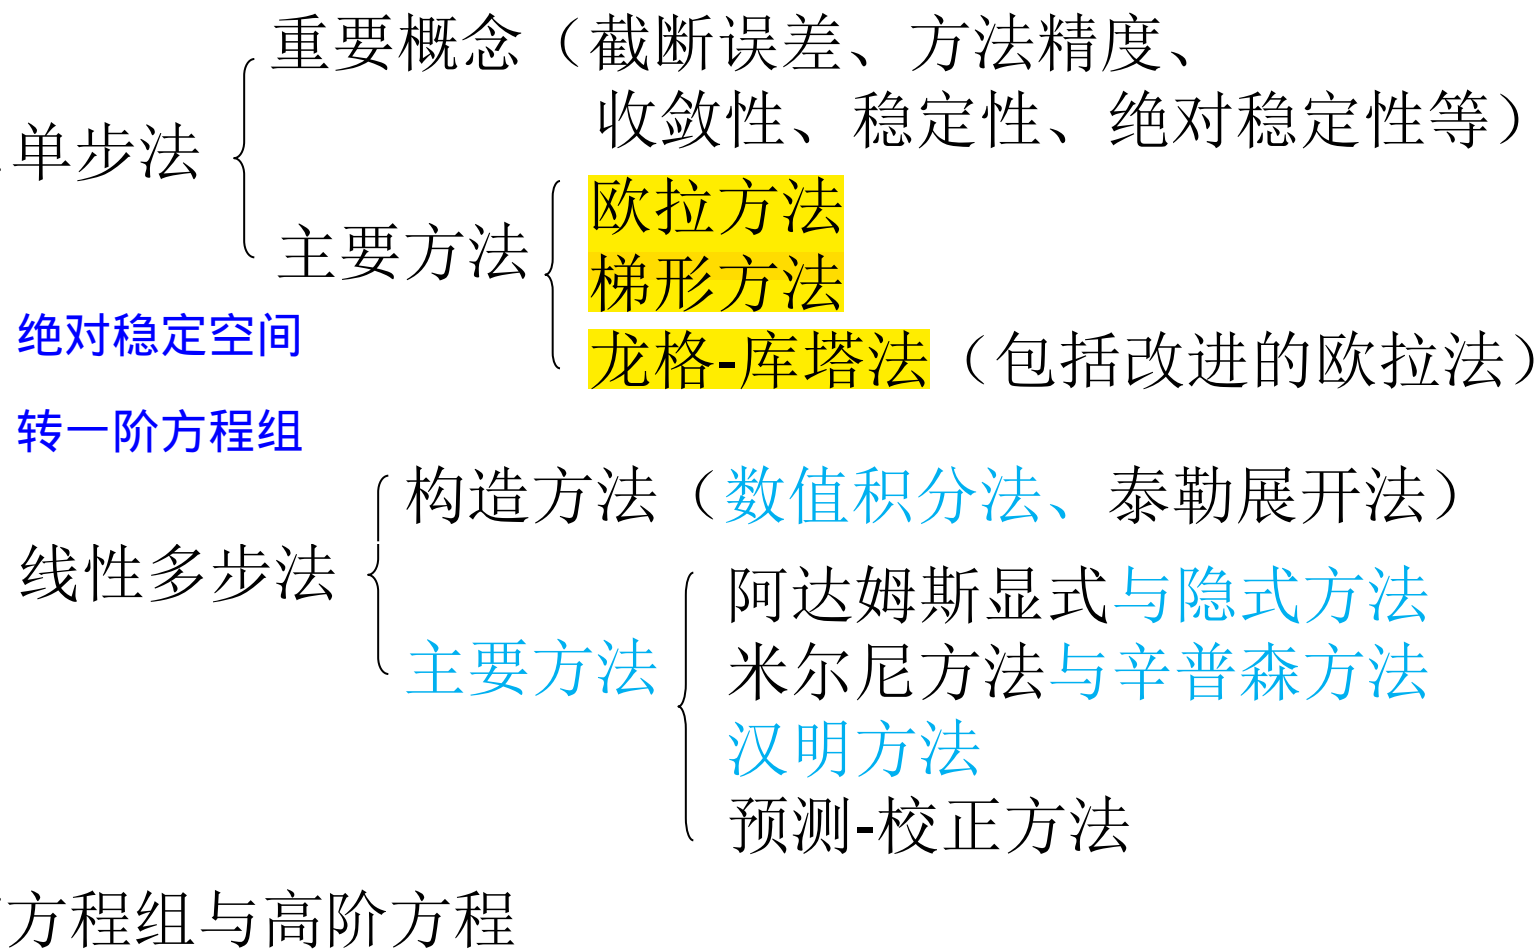 重要概念（截断误差、方法精度、
收敛性、稳定性、绝对稳定性等）
单步法
主要方法
欧拉方法
梯形方法
龙格-库塔法（包括改进的欧拉法）
绝对稳定空间
转一阶方程组
构造方法（数值积分法、泰勒展开法）
线性多步法
主要方法
阿达姆斯显式与隐式方法
米尔尼方法与辛普森方法
汉明方法
预测-校正方法
方程组与高阶方程